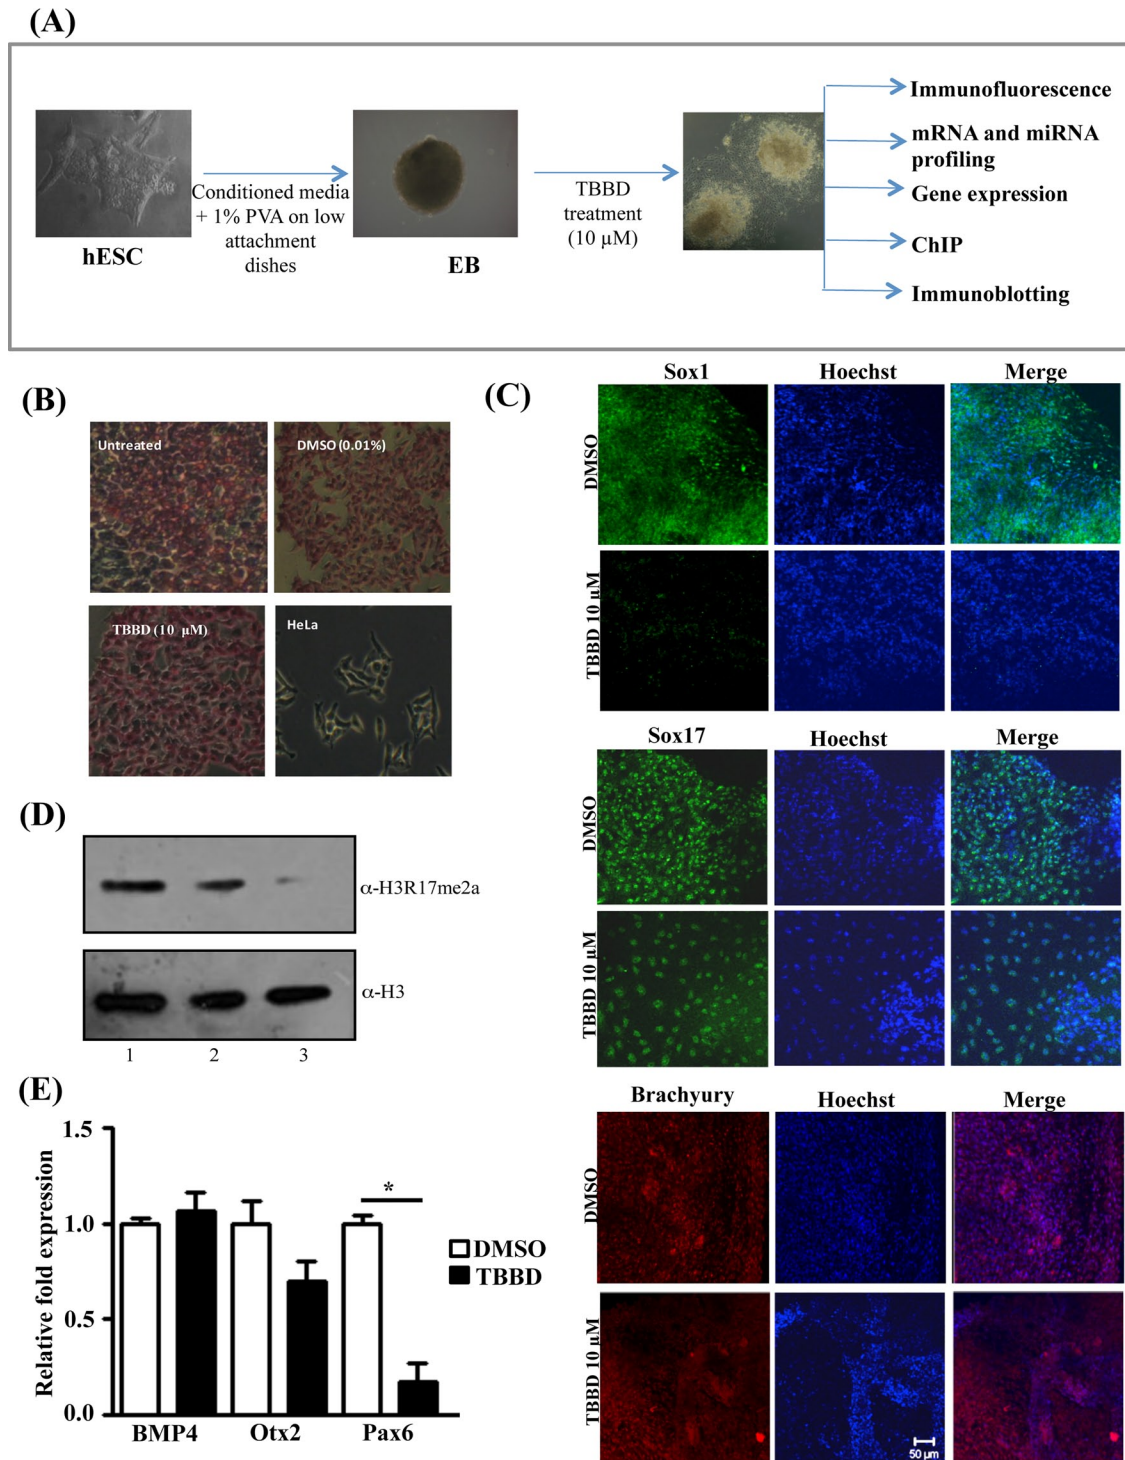 (A)
hESC
Conditioned media
+ 1% PVA on low
attachment
dishes
EB
TBBD
treatment
(10 µM)
Immunofluorescence
mRNA and miRNA
profiling
Gene expression
ChIP
Immunoblotting
(B)
Untreated
DMSO (0.01%)
TBBD (10 µM)
HeLa
(C)
Sox1
Hoechst
Merge
DMSO
TBBD 10 µM
Sox17
Hoechst
Merge
DMSO
TBBD 10 µM
Brachyury
Hoechst
Merge
DMSO
TBBD 10 µM
50 µm
(D)
α-H3R17me2a
α-H3
1 2 3
(E)
Relative fold expression
1.5
1.0
0.5
0.0
*
DMSO
TBBD
BMP4 Otx2 Pax6